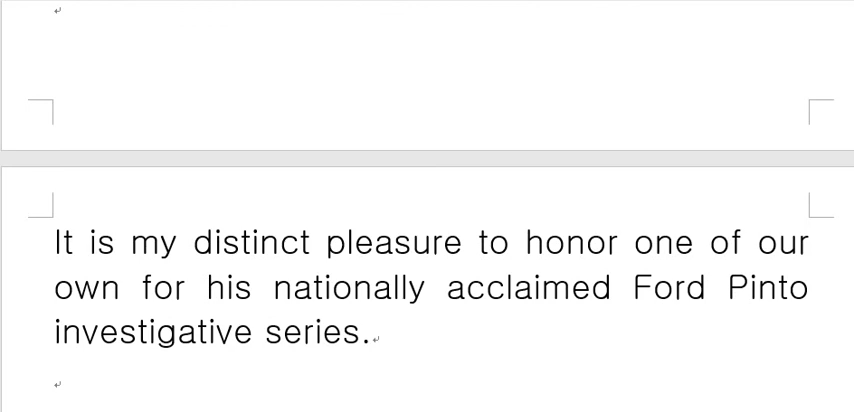 It is my distinct pleasure to honor one of our
own for his nationally acclaimed Ford Pinto
investigative series.